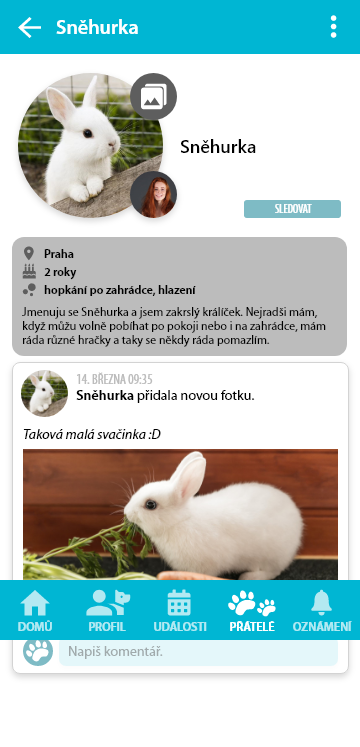 Sněhurka
Sněhurka
SLEDOVAT
Praha
2 roky
hopkání po zahrádce, hlazení
Jmenuju se Sněhurka a jsem zakrslý králíček. Nejradši mám,
když můžu volně pobíhat po pokoji nebo i na zahrádce, mám
ráda různé hračky a taky se někdy ráda pomazlím.
14. BŘEZNA 09:35
Sněhurka přidala novou fotku.
Taková malá svačinka :D
DOMŮ PROFIL UDÁLOSTI PRÁTELÉ OZNÁMENÍ
Napiš komentář.